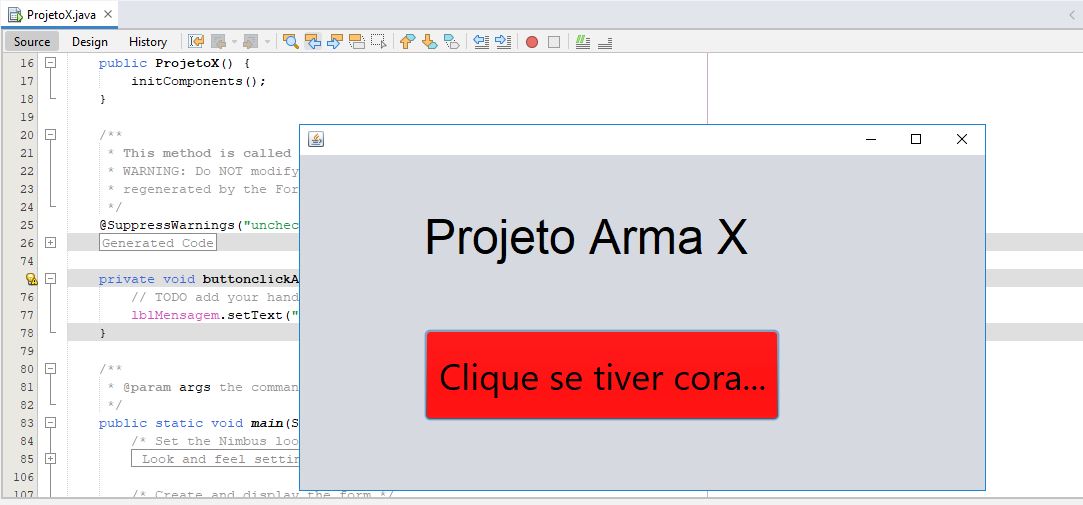 ProjetoX.java
Source Design History
16 public ProjetoX() {
17 initComponents();
18 }
19
20 /**
21 * This method is called
22 * WARNING: Do NOT modify
23 * regenerated by the For
24 */
25 @SuppressWarnings("unchec
26 Generated Code
74
private void buttonclickA
76 // TODO add your hand
77 lblMensagem.setText("
78 }
79
80 /**
81 * @param args the comman
82 */
83 public static void main(S
84 /* Set the Nimbus loo
85 Look and feel settin
106
107 /* Create and display the form */
Projeto Arma X
Clique se tiver cora...